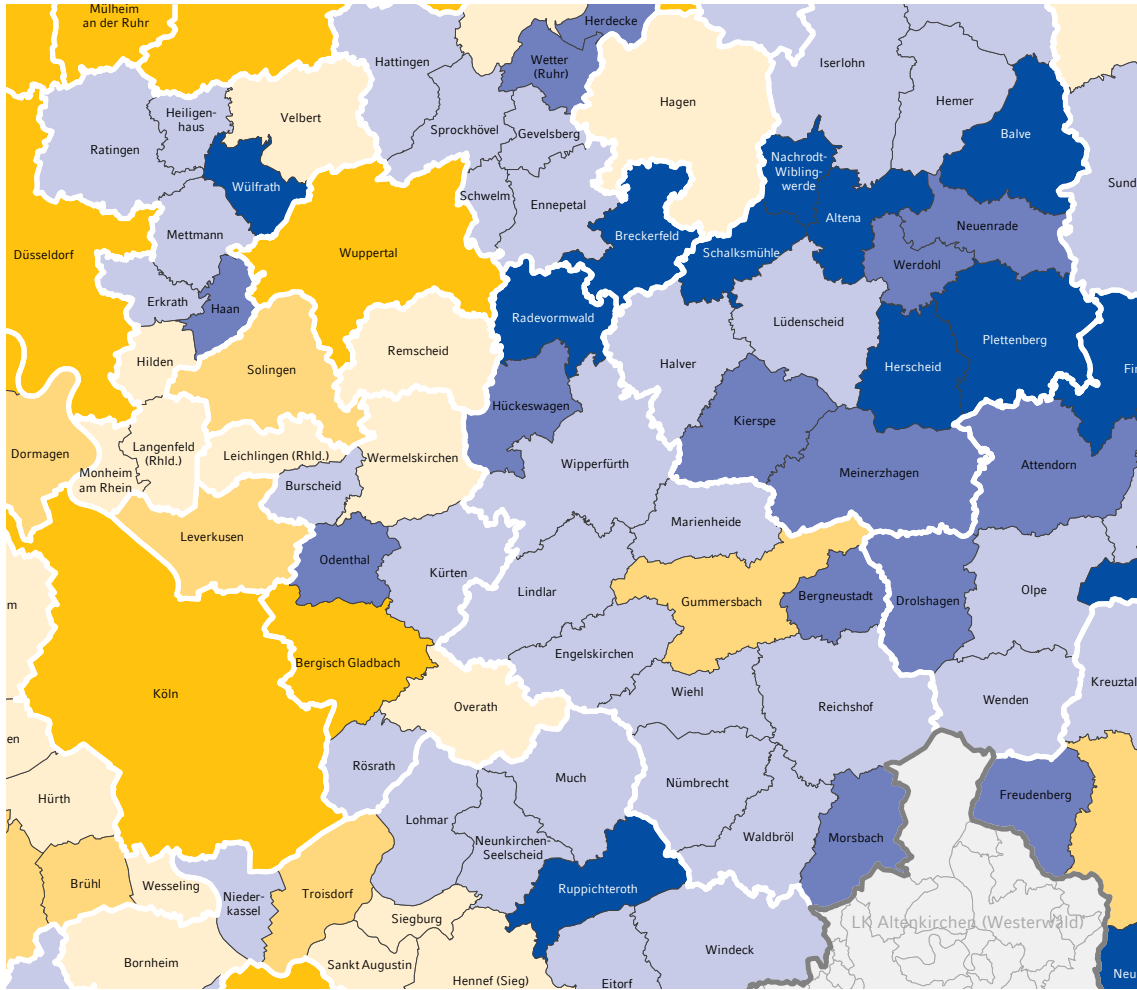 Mülheim
an der Ruhr
Herdecke
Hattingen
Wetter
(Ruhr)
Iserlohn
Hagen
Hemer
Heiligen-
haus
Velbert
Sprockhövel
Gevelsberg
Balve
Ratingen
Nachrodt-
Wibling-
werde
Wülfrath
Sund
Schwelm
Ennepetal
Altena
Neuenrade
Mettmann
Breckerfeld
Düsseldorf
Wuppertal
Schalksmühle
Werdohl
Erkrath
Haan
Radevormwald
Lüdenscheid
Plettenberg
Remscheid
Hilden
Solingen
Halver
Herscheid
Fin
Hückeswagen
Kierspe
Dormagen
Langenfeld
(Rhld.)
Leichlingen (Rhld.)
Wermelskirchen
Wipperfürth
Attendorn
Monheim
am Rhein
Burscheid
Meinerzhagen
Marienheide
Leverkusen
Odenthal
Kürten
Lindlar
Gummersbach
Bergneustadt
Drolshagen
Olpe
m
Engelskirchen
Bergisch Gladbach
Köln
Wiehl
Kreuztal
Overath
Reichshof
Wenden
en
Rösrath
Much
Nümbrecht
Hürth
Freudenberg
Lohmar
Neunkirchen-
Seelscheid
Waldbröl
Morsbach
Brühl
Wesseling
Nieder-
kassel
Troisdorf
Ruppichteroth
Siegburg
LK Altenkirchen (Westerwald)
Windeck
Bornheim
Sankt Augustin
Hennef (Sieg)
Eitorf
Neu